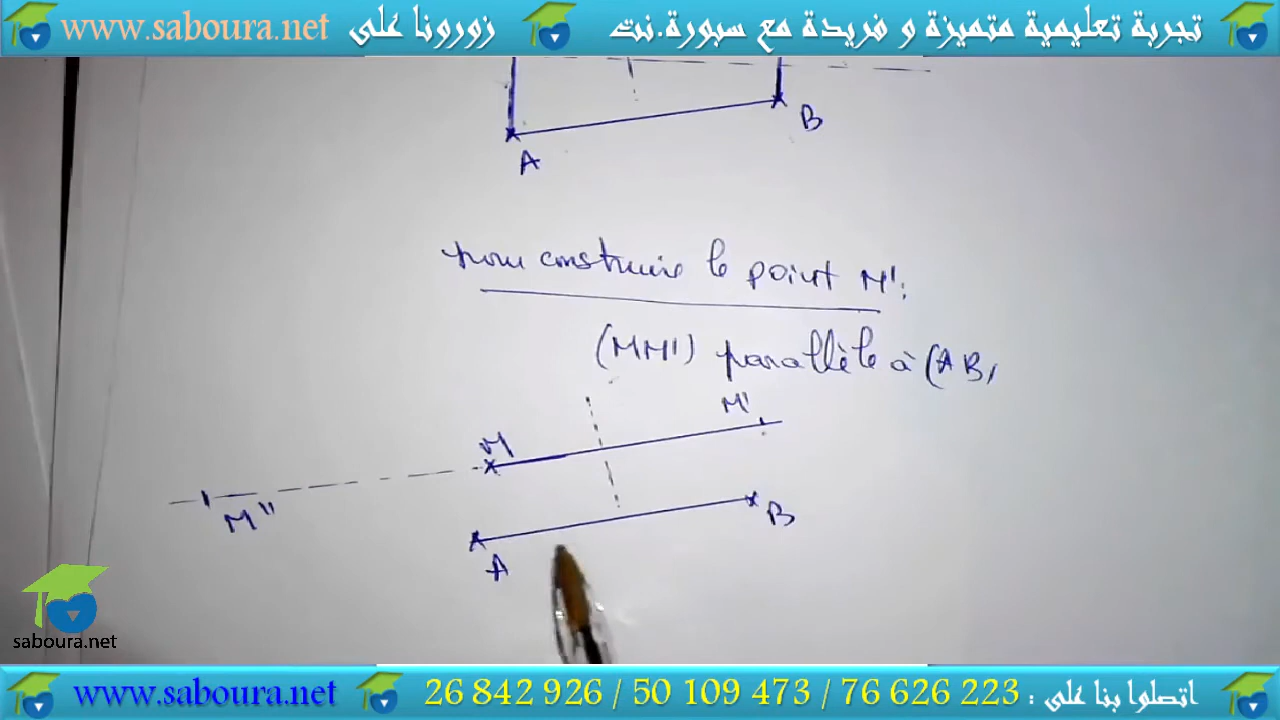 www.saboura.net زورونا على تجربة تعليمية متميزة و فريدة مع سبورة.نت
A B
pour construire le point M':
(MM') parallèle à (AB)
M M'
M"
A B
saboura.net
www.saboura.net 26 842 926 / 50 109 473 / 76 626 223 : اتصلوا بنا على